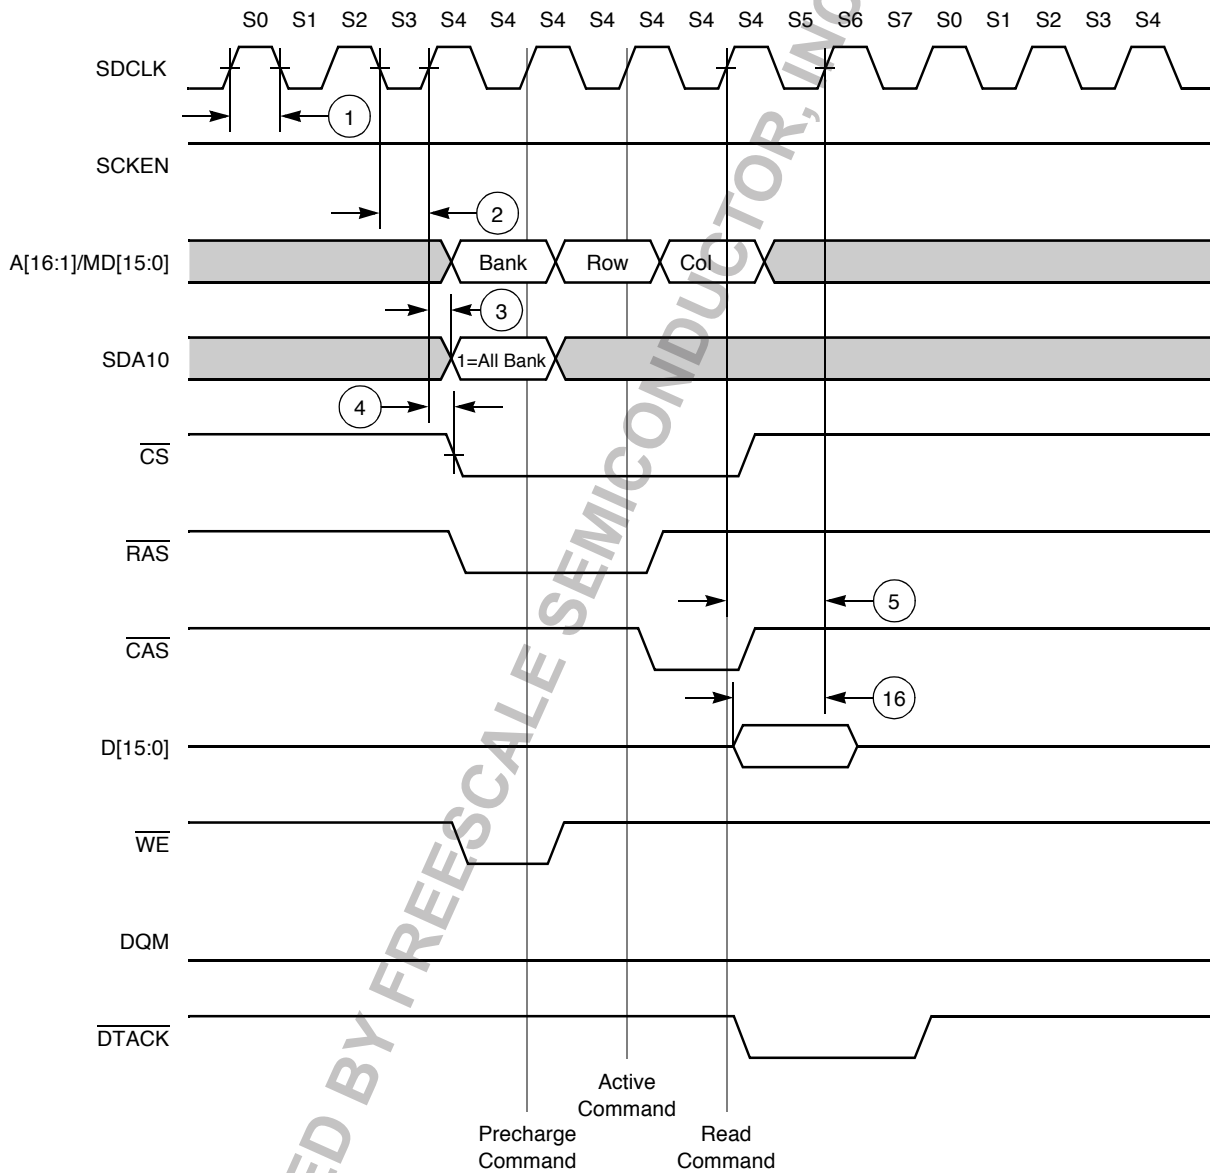 S0 S1 S2 S3 S4 S4 S4 S4 S4 S4 S4 S5 S6 S7 S0 S1 S2 S3 S4
SDCLK
1
SCKEN
2
A[16:1]/MD[15:0] Bank Row Col
3
SDA10 1=All Bank
4
CS
RAS
5
CAS
16
D[15:0]
WE
DQM
DTACK
Active
Command
Precharge
Command
Read
Command
ED BY FREESCALE SEMICONDUCTOR, INC